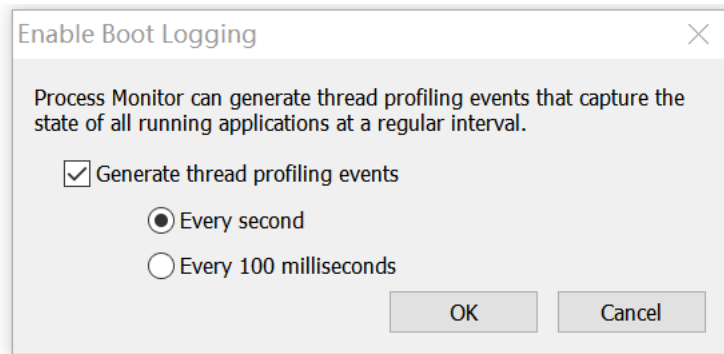 Enable Boot Logging
Process Monitor can generate thread profiling events that capture the
state of all running applications at a regular interval.
Generate thread profiling events
Every second
Every 100 milliseconds
OK Cancel